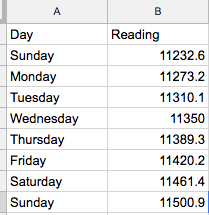 A B
Day Reading
Sunday 11232.6
Monday 11273.2
Tuesday 11310.1
Wednesday 11350
Thursday 11389.3
Friday 11420.2
Saturday 11461.4
Sunday 11500.9